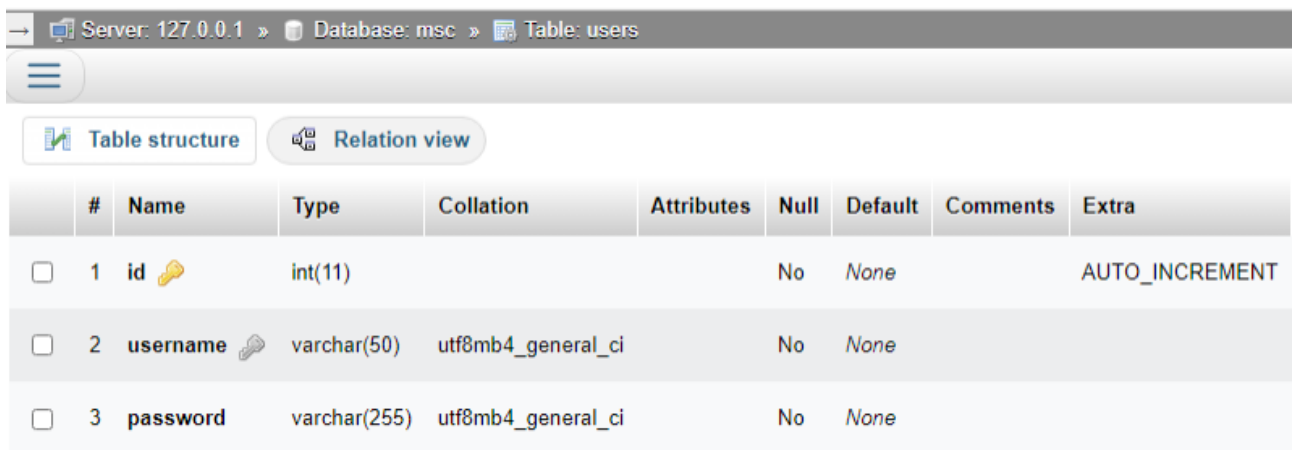 → Server: 127.0.0.1 » Database: msc » Table: users
Table structure Relation view
# Name Type Collation Attributes Null Default Comments Extra
1 id int(11) No None AUTO_INCREMENT
2 username varchar(50) utf8mb4_general_ci No None
3 password varchar(255) utf8mb4_general_ci No None